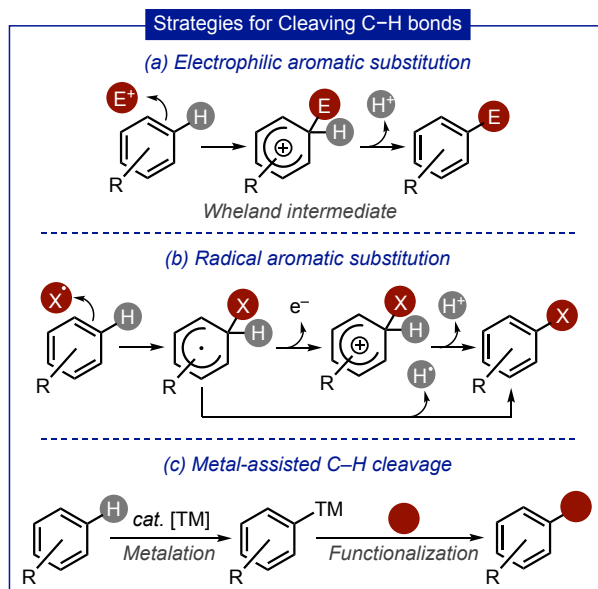 Strategies for Cleaving C−H bonds
(a) Electrophilic aromatic substitution
E+ H E H H+ E
R R R
Wheland intermediate
(b) Radical aromatic substitution
X• H X H e− X H H+ X
R R R H• R
(c) Metal-assisted C–H cleavage
H cat. [TM] TM
Metalation Functionalization
R R R